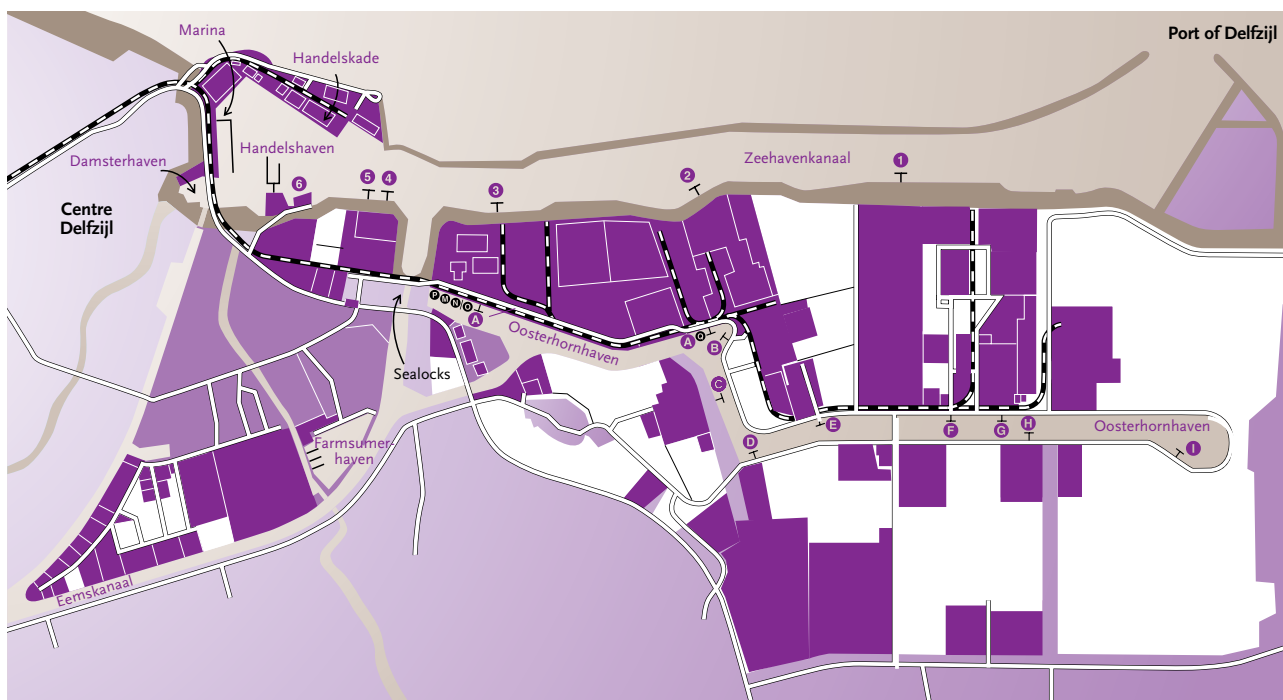 Marina
Port of Delfzijl
Handelskade
Handelshaven
Zeehavenkanaal
Damsterhaven
1
2
3
4
5
6
Centre
Delfzijl
P
M
N
O
A
Oosterhornhaven
A
O
B
Sealocks
C
D
E
F
G
H
Oosterhornhaven
I
Farmsumer-
haven
Eemskanaal